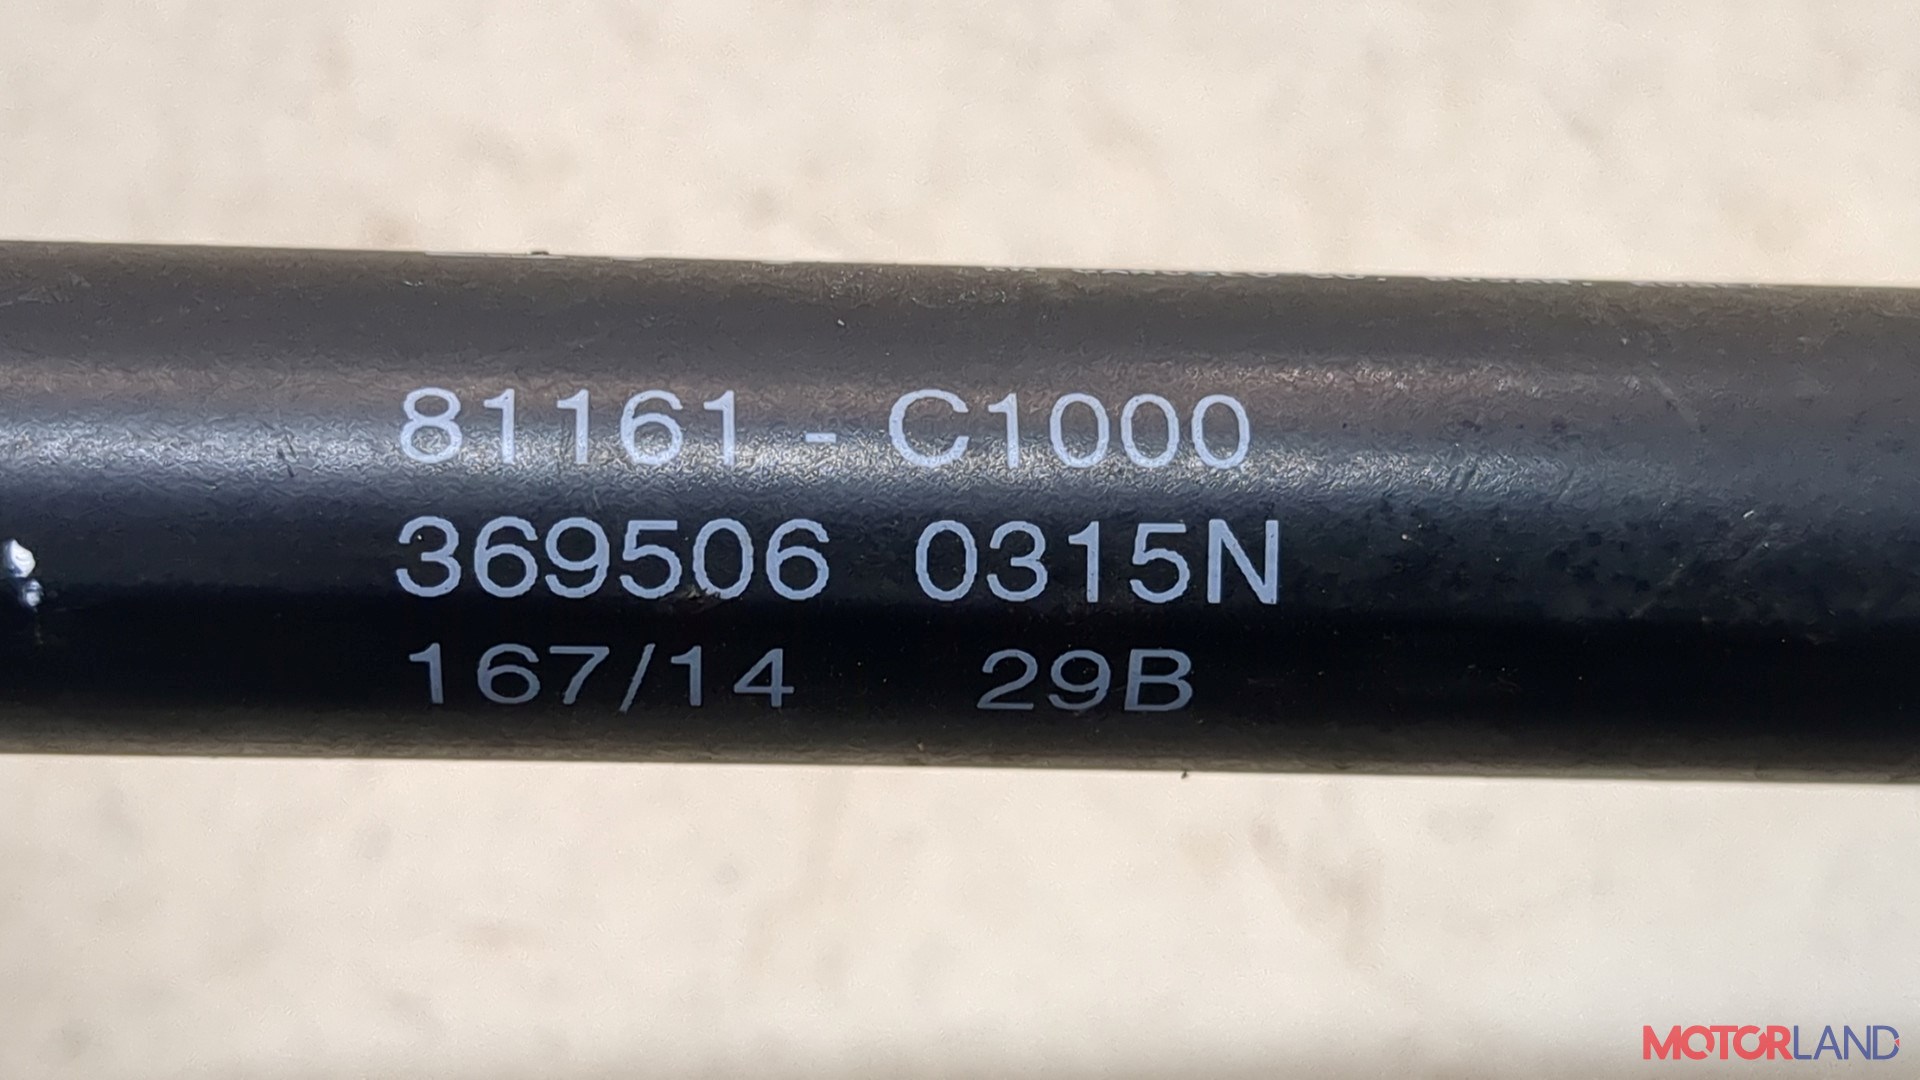 81161 - C1000
369506 0315N
167/14 29B
MOTORLAND